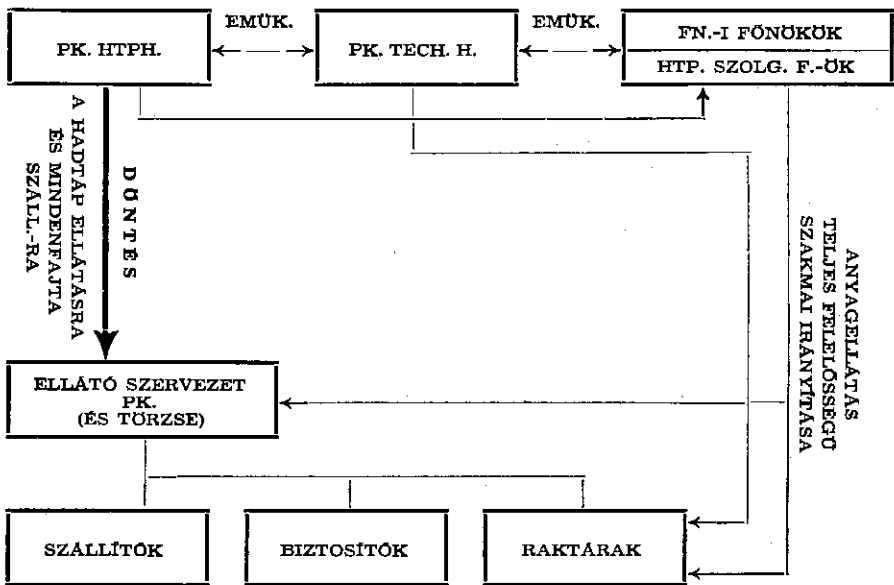 EMÜK.
EMÜK.
PK. HTPH.
PK. TECH. H.
FN.-I FŐNÖKÖK
HTP. SZOLG. F.-ÖK
A HADTÁP ELLÁTÁSRA
ÉS MINDENFAJTA
SZÁLL.-RA
DÖNTÉS
ANYAGELLÁTÁS
TELJES FELELŐSSÉGŰ
SZAKMAI IRÁNYÍTÁSA
ELLÁTÓ SZERVEZET
PK.
(ÉS TÖRZSE)
SZÁLLÍTÓK
BIZTOSÍTÓK
RAKTÁRAK